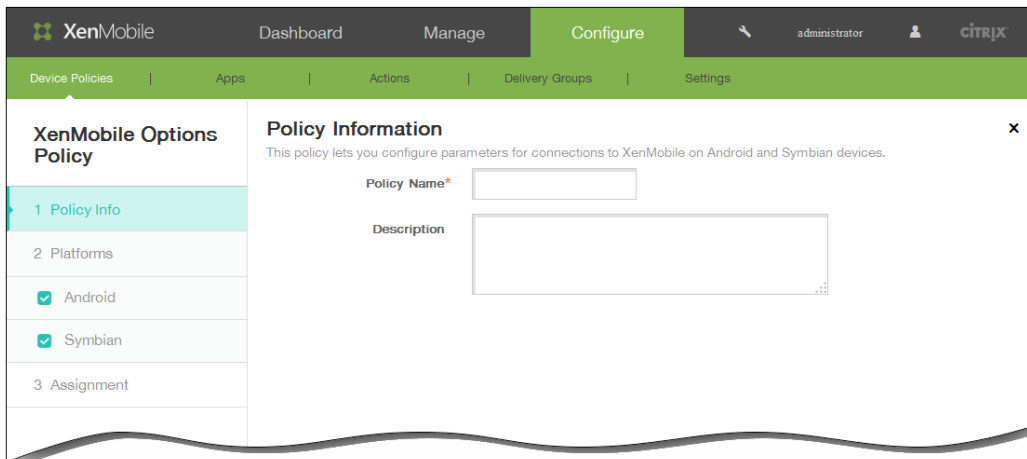 XenMobile Dashboard Manage Configure administrator CİTRIX
Device Policies | Apps | Actions | Delivery Groups | Settings
XenMobile Options
Policy
1 Policy Info
2 Platforms
Android
Symbian
3 Assignment
Policy Information
This policy lets you configure parameters for connections to XenMobile on Android and Symbian devices.
Policy Name*
Description